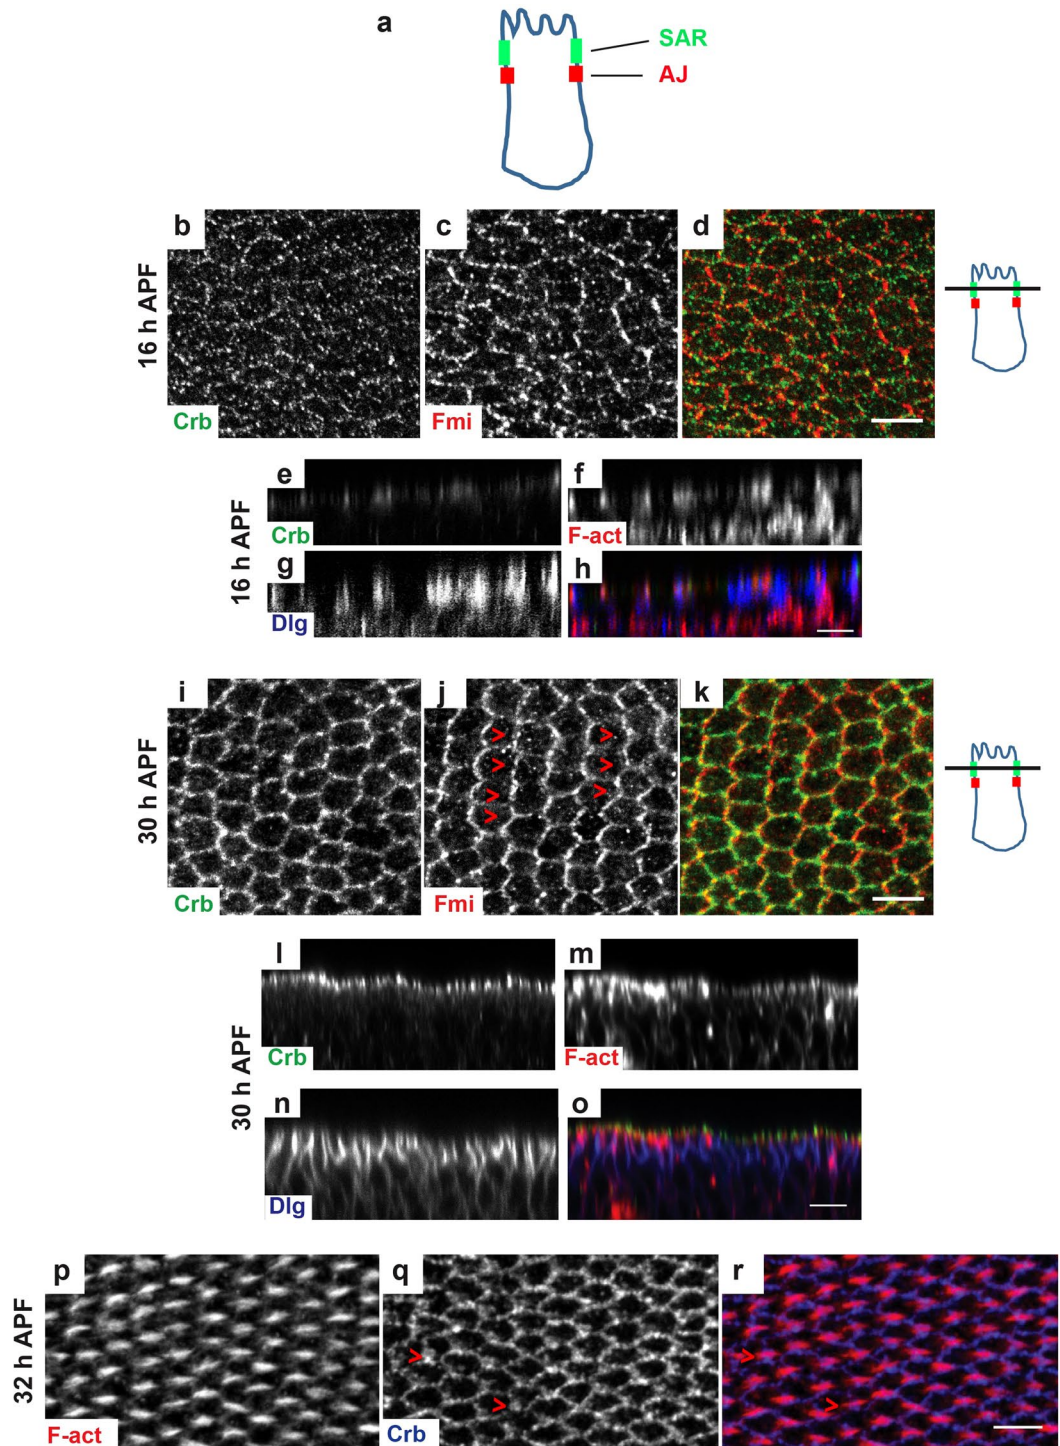 a
SAR
AJ
16 h APF
b
Crb
c
Fmi
d
16 h APF
e
Crb
f
F-act
g
Dlg
h
30 h APF
i
Crb
j
Fmi
k
30 h APF
l
Crb
m
F-act
n
Dlg
o
32 h APF
p
F-act
q
Crb
r